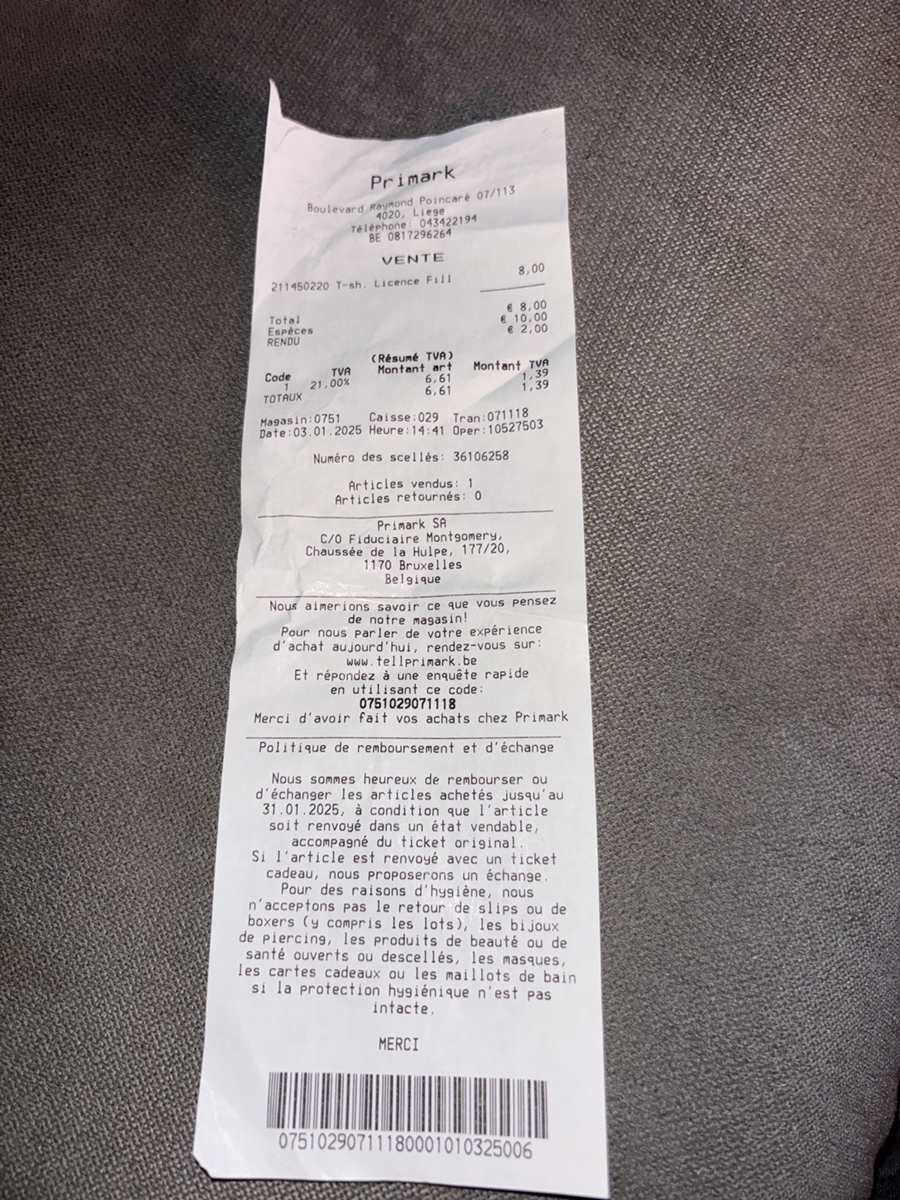 Primark
Boulevard Raymond Poincaré 07/113
4020, Liege
Téléphone: 043422194
BE 0817296264
VENTE
211450220 T-sh. Licence Fill 8,00
Total € 8,00
Espèces € 10,00
RENDU € 2,00
(Résumé TVA)
Code TVA Montant art Montant TVA
1 21,00% 6,61 1,39
TOTAUX 6,61 1,39
Magasin:0751 Caisse:029 Tran:071118
Date:03.01.2025 Heure:14:41 Oper:10527503
Numéro des scellés: 36106258
Articles vendus: 1
Articles retournés: 0
Primark SA
C/O Fiduciaire Montgomery,
Chaussée de la Hulpe, 177/20,
1170 Bruxelles
Belgique
Nous aimerions savoir ce que vous pensez
de notre magasin!
Pour nous parler de votre expérience
d'achat aujourd'hui, rendez-vous sur:
www.tellprimark.be
Et répondez à une enquête rapide
en utilisant ce code:
0751029071118
Merci d'avoir fait vos achats chez Primark
Politique de remboursement et d'échange
Nous sommes heureux de rembourser ou
d'échanger les articles achetés jusqu'au
31.01.2025, à condition que l'article
soit renvoyé dans un état vendable,
accompagné du ticket original.
Si l'article est renvoyé avec un ticket
cadeau, nous proposerons un échange.
Pour des raisons d'hygiène, nous
n'acceptons pas le retour de slips ou de
boxers (y compris les lots), les bijoux
de piercing, les produits de beauté ou de
santé ouverts ou descellés, les masques,
les cartes cadeaux ou les maillots de bain
si la protection hygiénique n'est pas
intacte.
MERCI
07510290711180001010325006